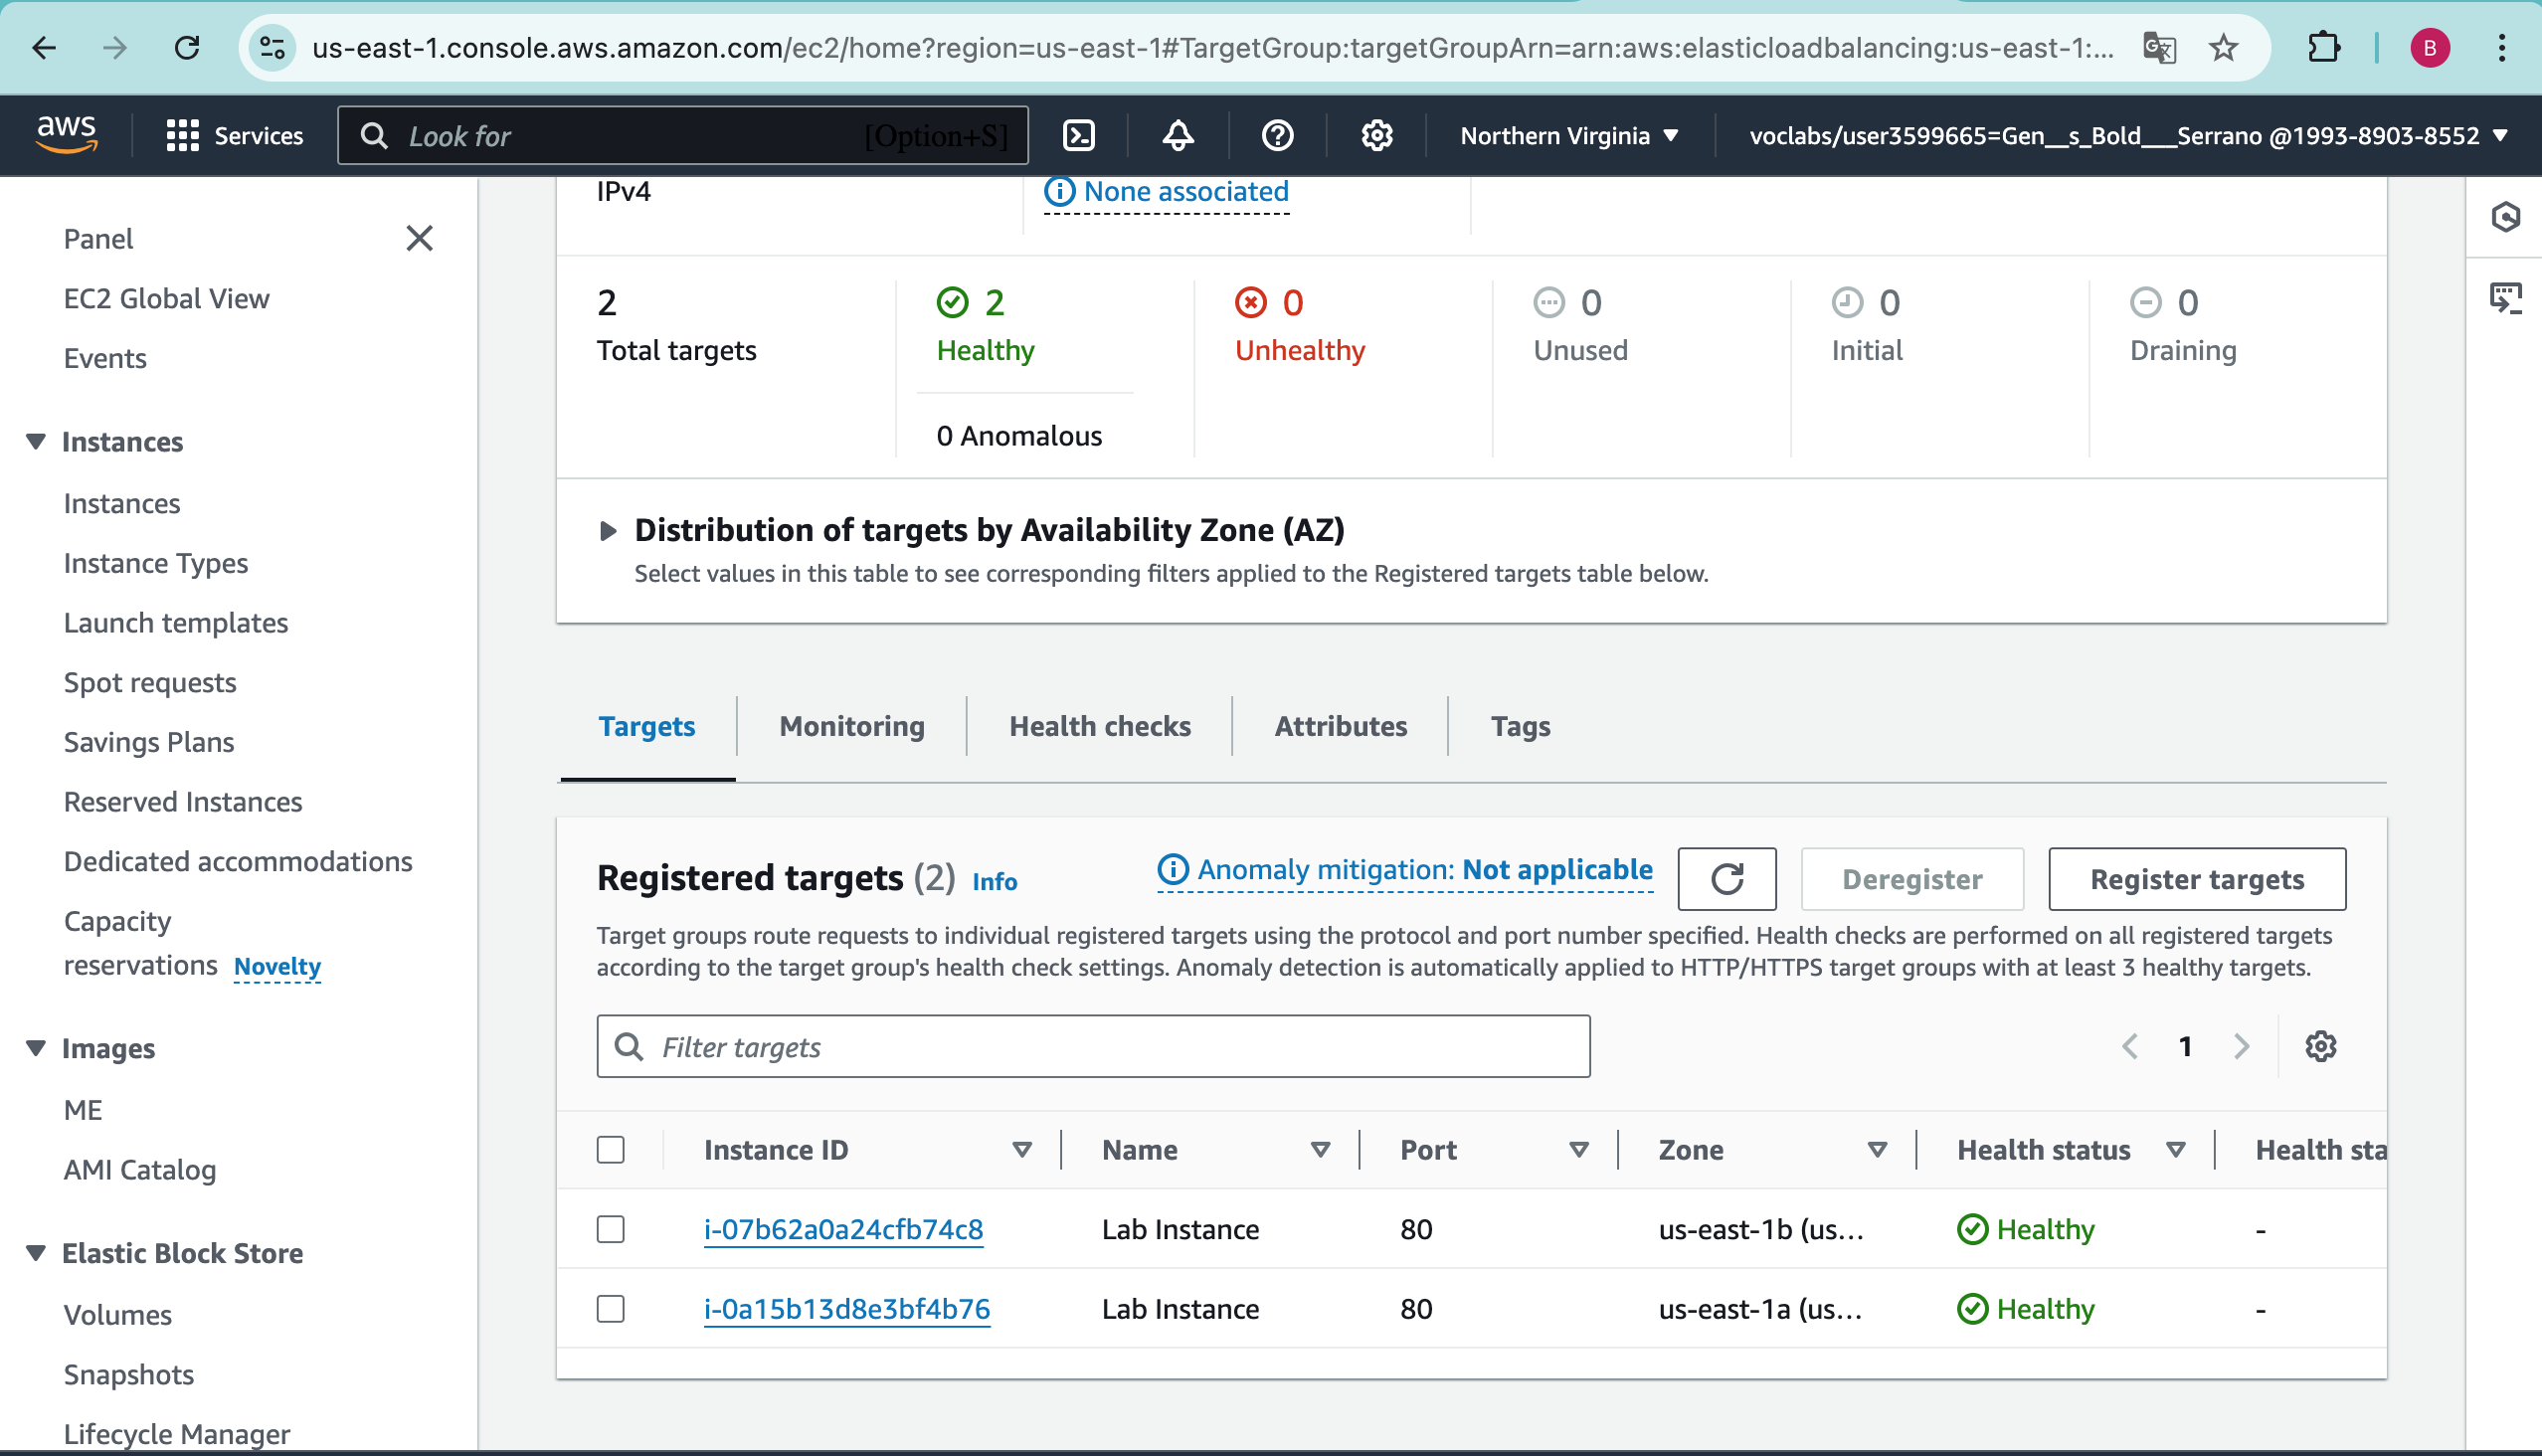 us-east-1.console.aws.amazon.com/ec2/home?region=us-east-1#TargetGroup:targetGroupArn=arn:aws:elasticloadbalancing:us-east-1:...
B
aws
Services
Look for
[Option+S]
Northern Virginia
voclabs/user3599665=Gen__s_Bold___Serrano @1993-8903-8552
Panel
EC2 Global View
Events
Instances
Instances
Instance Types
Launch templates
Spot requests
Savings Plans
Reserved Instances
Dedicated accommodations
Capacity
reservations Novelty
Images
ME
AMI Catalog
Elastic Block Store
Volumes
Snapshots
Lifecycle Manager
IPv4
None associated
2
Total targets
2
Healthy
0 Anomalous
0
Unhealthy
0
Unused
0
Initial
0
Draining
Distribution of targets by Availability Zone (AZ)
Select values in this table to see corresponding filters applied to the Registered targets table below.
Targets
Monitoring
Health checks
Attributes
Tags
Registered targets (2) Info
Anomaly mitigation: Not applicable
Deregister
Register targets
Target groups route requests to individual registered targets using the protocol and port number specified. Health checks are performed on all registered targets
according to the target group's health check settings. Anomaly detection is automatically applied to HTTP/HTTPS target groups with at least 3 healthy targets.
Filter targets
1
Instance ID Name Port Zone Health status Health sta
i-07b62a0a24cfb74c8 Lab Instance 80 us-east-1b (us... Healthy -
i-0a15b13d8e3bf4b76 Lab Instance 80 us-east-1a (us... Healthy -